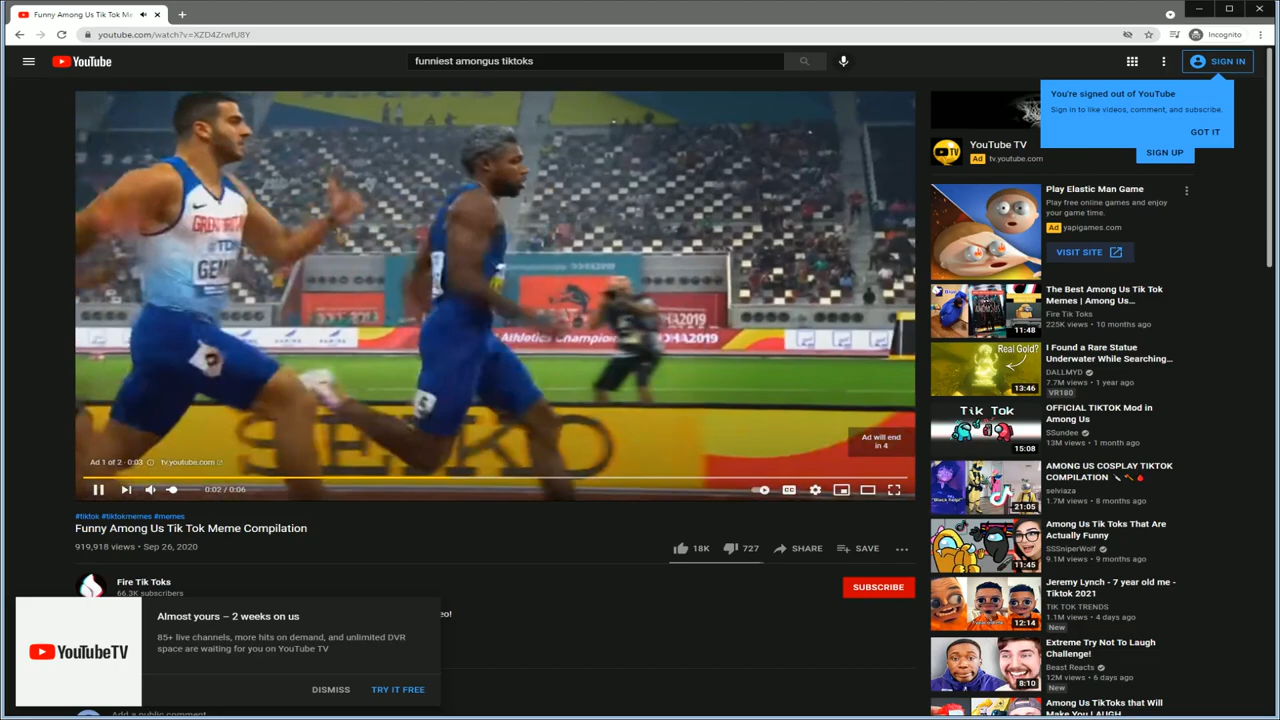 Funny Among Us Tik Tok Me
youtube.com/watch?v=XZD4ZrwfU8Y
Incognito
YouTube
funniest amongus tiktoks
SIGN IN
You're signed out of YouTube
Sign in to like videos, comment, and subscribe.
GOT IT
SIGN UP
YouTube TV
Ad tv.youtube.com
GREAT BRITAIN
GEMILI
Athletics Champion
DOHA2019
SEIKO
Ad will end
in 4
Ad 1 of 2 · 0:03
tv.youtube.com
0:02 / 0:06
#tiktok #tiktokmemes #memes
Funny Among Us Tik Tok Meme Compilation
919,918 views • Sep 26, 2020
18K
727
SHARE
SAVE
Fire Tik Toks
66.3K subscribers
SUBSCRIBE
eo!
YouTubeTV
Almost yours – 2 weeks on us
85+ live channels, more hits on demand, and unlimited DVR
space are waiting for you on YouTube TV
DISMISS
TRY IT FREE
Add a public comment
Play Elastic Man Game
Play free online games and enjoy
your game time.
Ad yapigames.com
VISIT SITE
The Best Among Us Tik Tok
Memes | Among Us...
Fire Tik Toks
225K views • 10 months ago
11:48
I Found a Rare Statue
Underwater While Searching...
DALLMYD
7.7M views • 1 year ago
VR180
Real Gold?
13:46
OFFICIAL TIKTOK Mod in
Among Us
SSundee
13M views • 1 month ago
Tik Tok
15:08
AMONG US COSPLAY TIKTOK
COMPILATION
selviaza
1.7M views • 8 months ago
21:05
Among Us Tik Toks That Are
Actually Funny
SSSniperWolf
9.1M views • 9 months ago
11:45
Jeremy Lynch - 7 year old me -
Tiktok 2021
TIK TOK TRENDS
1.1M views • 4 days ago
New
12:14
Extreme Try Not To Laugh
Challenge!
Beast Reacts
12M views • 6 days ago
New
8:10
Among Us TikToks that Will
Make You LAUGH